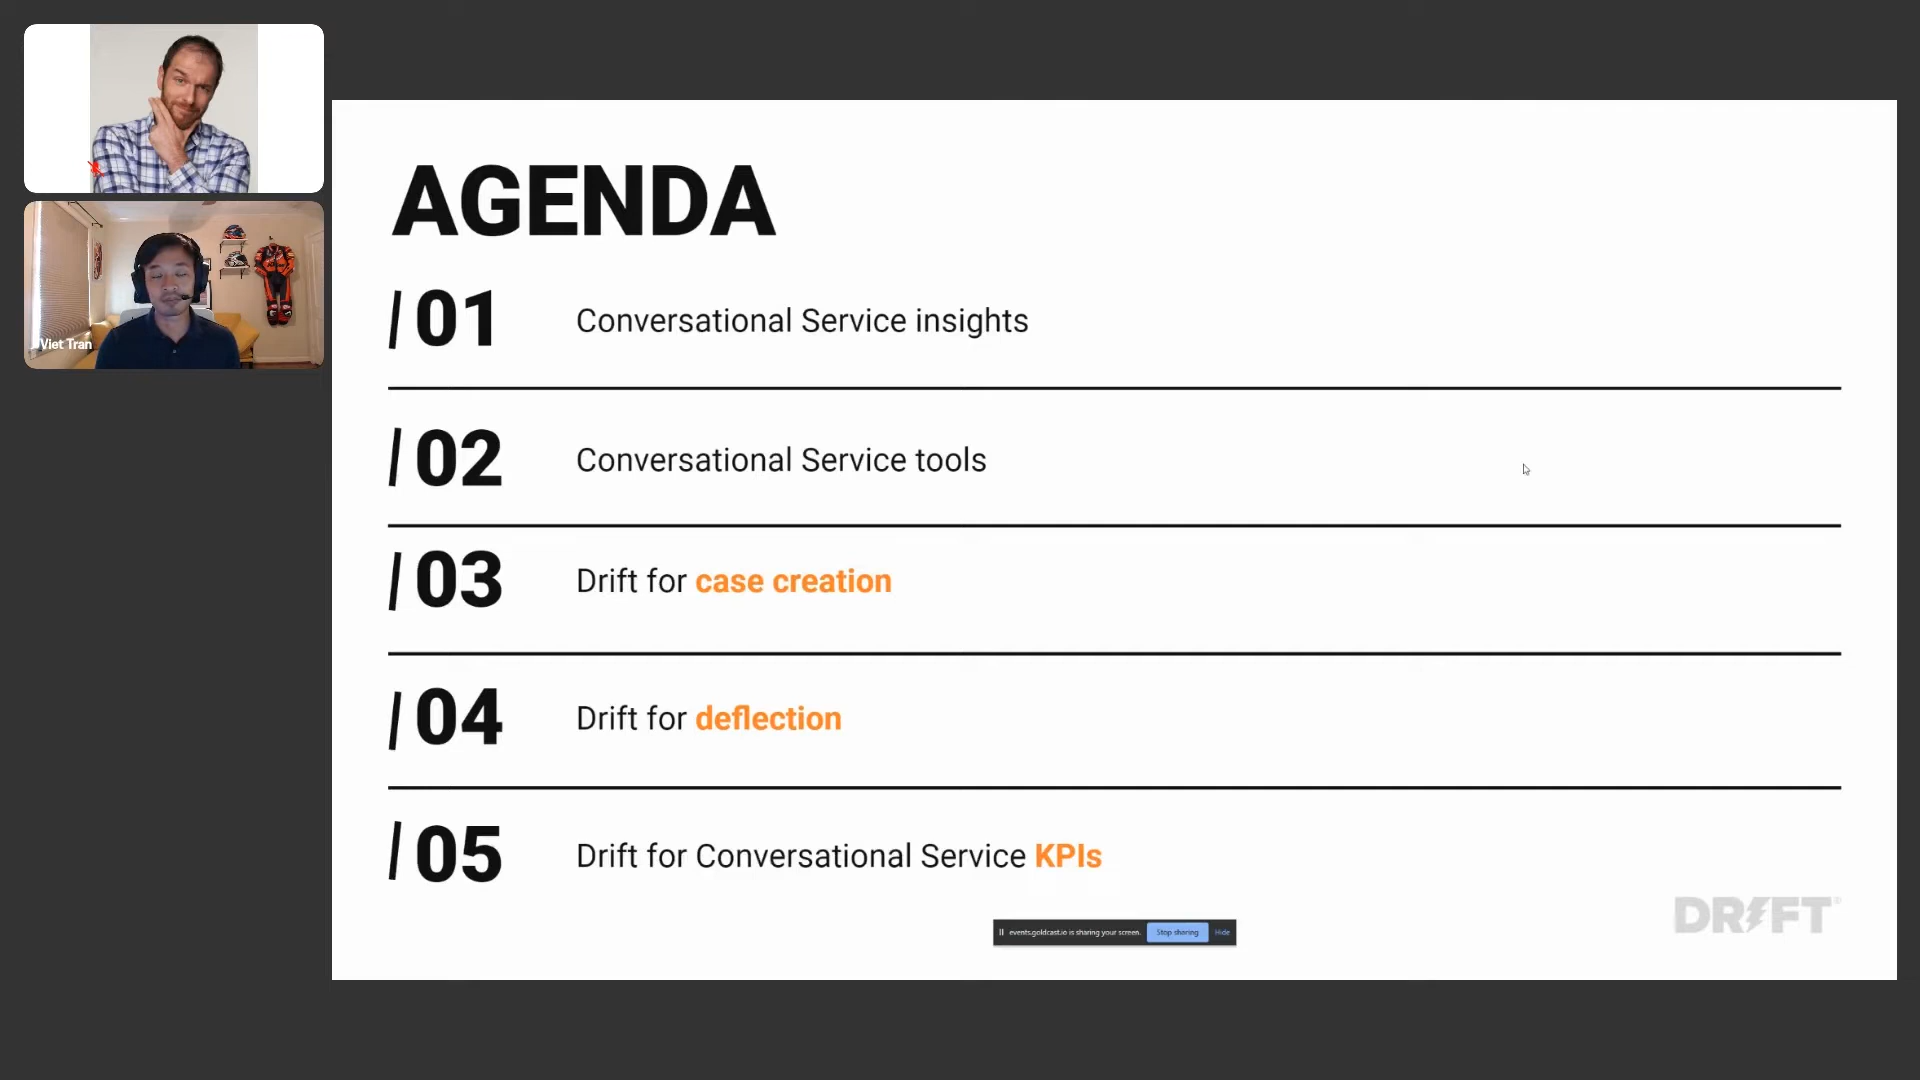 Viet Tran
AGENDA
/01 Conversational Service insights
/02 Conversational Service tools
/03 Drift for case creation
/04 Drift for deflection
/05 Drift for Conversational Service KPIs
DRIFT®
events.goldcast.io is sharing your screen. Stop sharing Hide